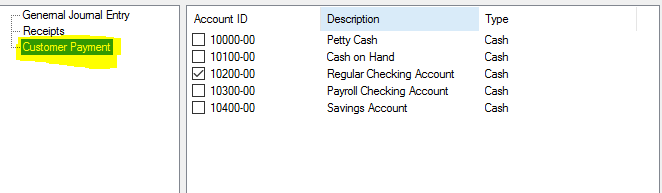 Genemal Journal Entry
Receipts
Customer Payment
Account ID Description Type
10000-00 Petty Cash Cash
10100-00 Cash on Hand Cash
10200-00 Regular Checking Account Cash
10300-00 Payroll Checking Account Cash
10400-00 Savings Account Cash